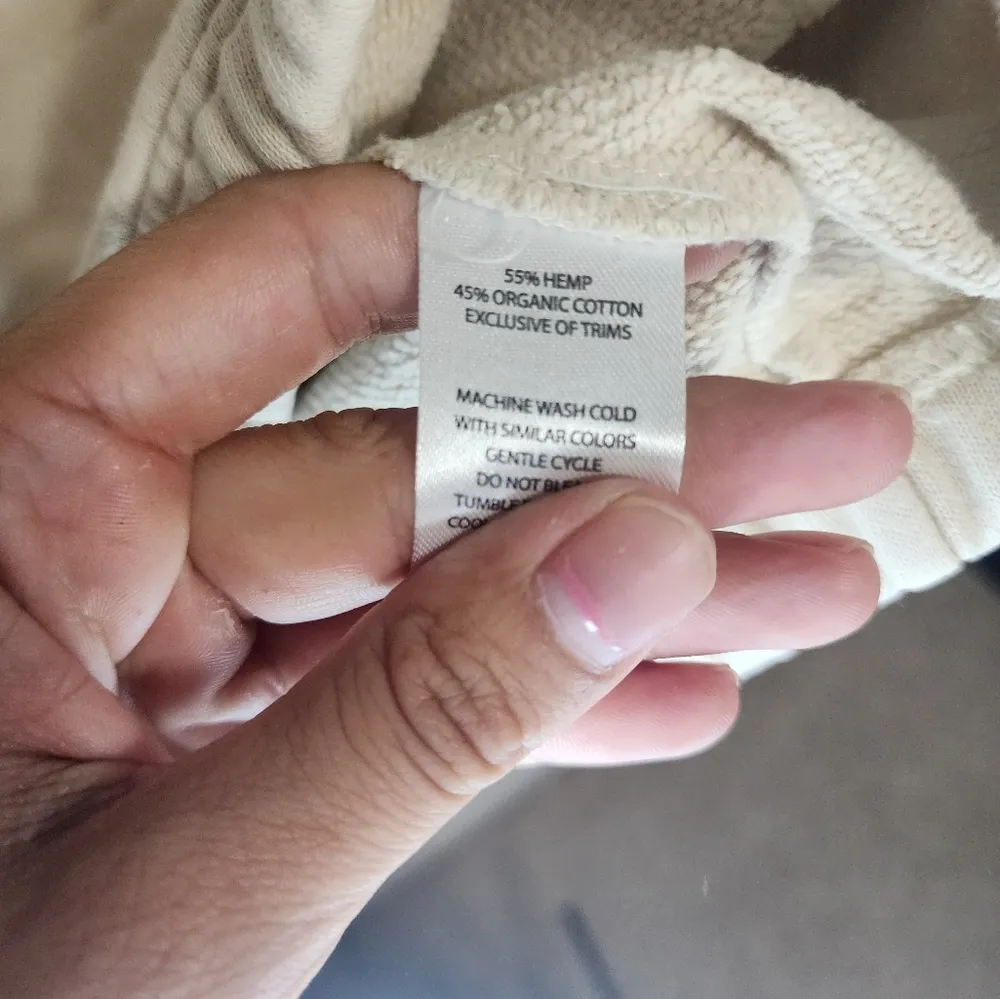 55% HEMP
45% ORGANIC COTTON
EXCLUSIVE OF TRIMS
MACHINE WASH COLD
WITH SIMILAR COLORS
GENTLE CYCLE
DO NOT